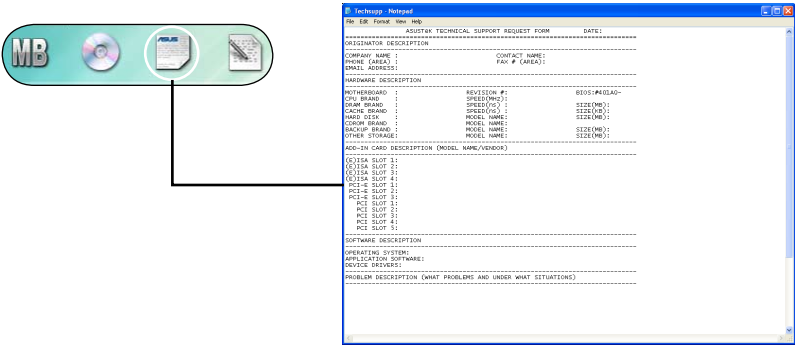 MB
ASUS
Techsupp - Notepad
File Edit Format View Help
ASUSTeK TECHNICAL SUPPORT REQUEST FORM DATE:
ORIGINATOR DESCRIPTION
COMPANY NAME : CONTACT NAME:
PHONE (AREA) : FAX # (AREA):
EMAIL ADDRESS:
HARDWARE DESCRIPTION
MOTHERBOARD : REVISION #: BIOS:#401A0-
CPU BRAND : SPEED(MHz):
DRAM BRAND : SPEED(ns) : SIZE(MB):
CACHE BRAND : SPEED(ns) : SIZE(KB):
HARD DISK : MODEL NAME: SIZE(MB):
CDROM BRAND : MODEL NAME:
BACKUP BRAND : MODEL NAME: SIZE(MB):
OTHER STORAGE: MODEL NAME: SIZE(MB):
ADD-IN CARD DESCRIPTION (MODEL NAME/VENDOR)
(E)ISA SLOT 1:
(E)ISA SLOT 2:
(E)ISA SLOT 3:
(E)ISA SLOT 4:
PCI-E SLOT 1:
PCI-E SLOT 2:
PCI-E SLOT 3:
PCI SLOT 1:
PCI SLOT 2:
PCI SLOT 3:
PCI SLOT 4:
PCI SLOT 5:
SOFTWARE DESCRIPTION
OPERATING SYSTEM:
APPLICATION SOFTWARE:
DEVICE DRIVERS:
PROBLEM DESCRIPTION (WHAT PROBLEMS AND UNDER WHAT SITUATIONS)